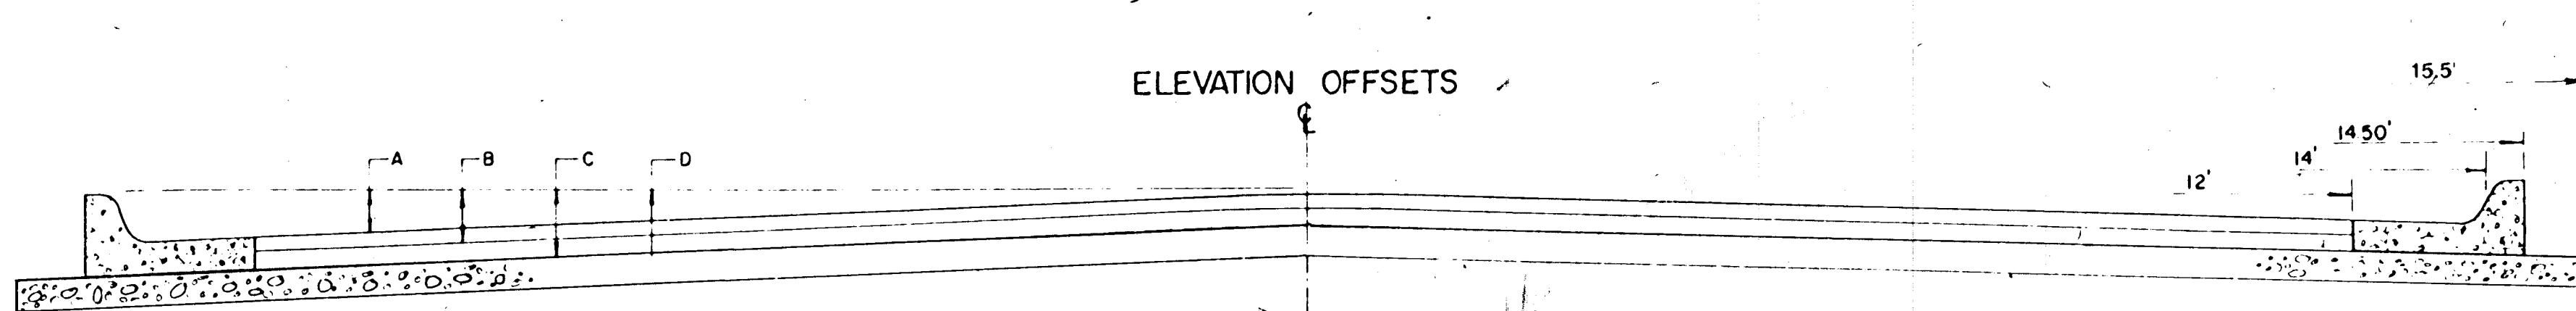 15.5'
ELEVATION OFFSETS
℄
14.50'
A B C D
14'
12'